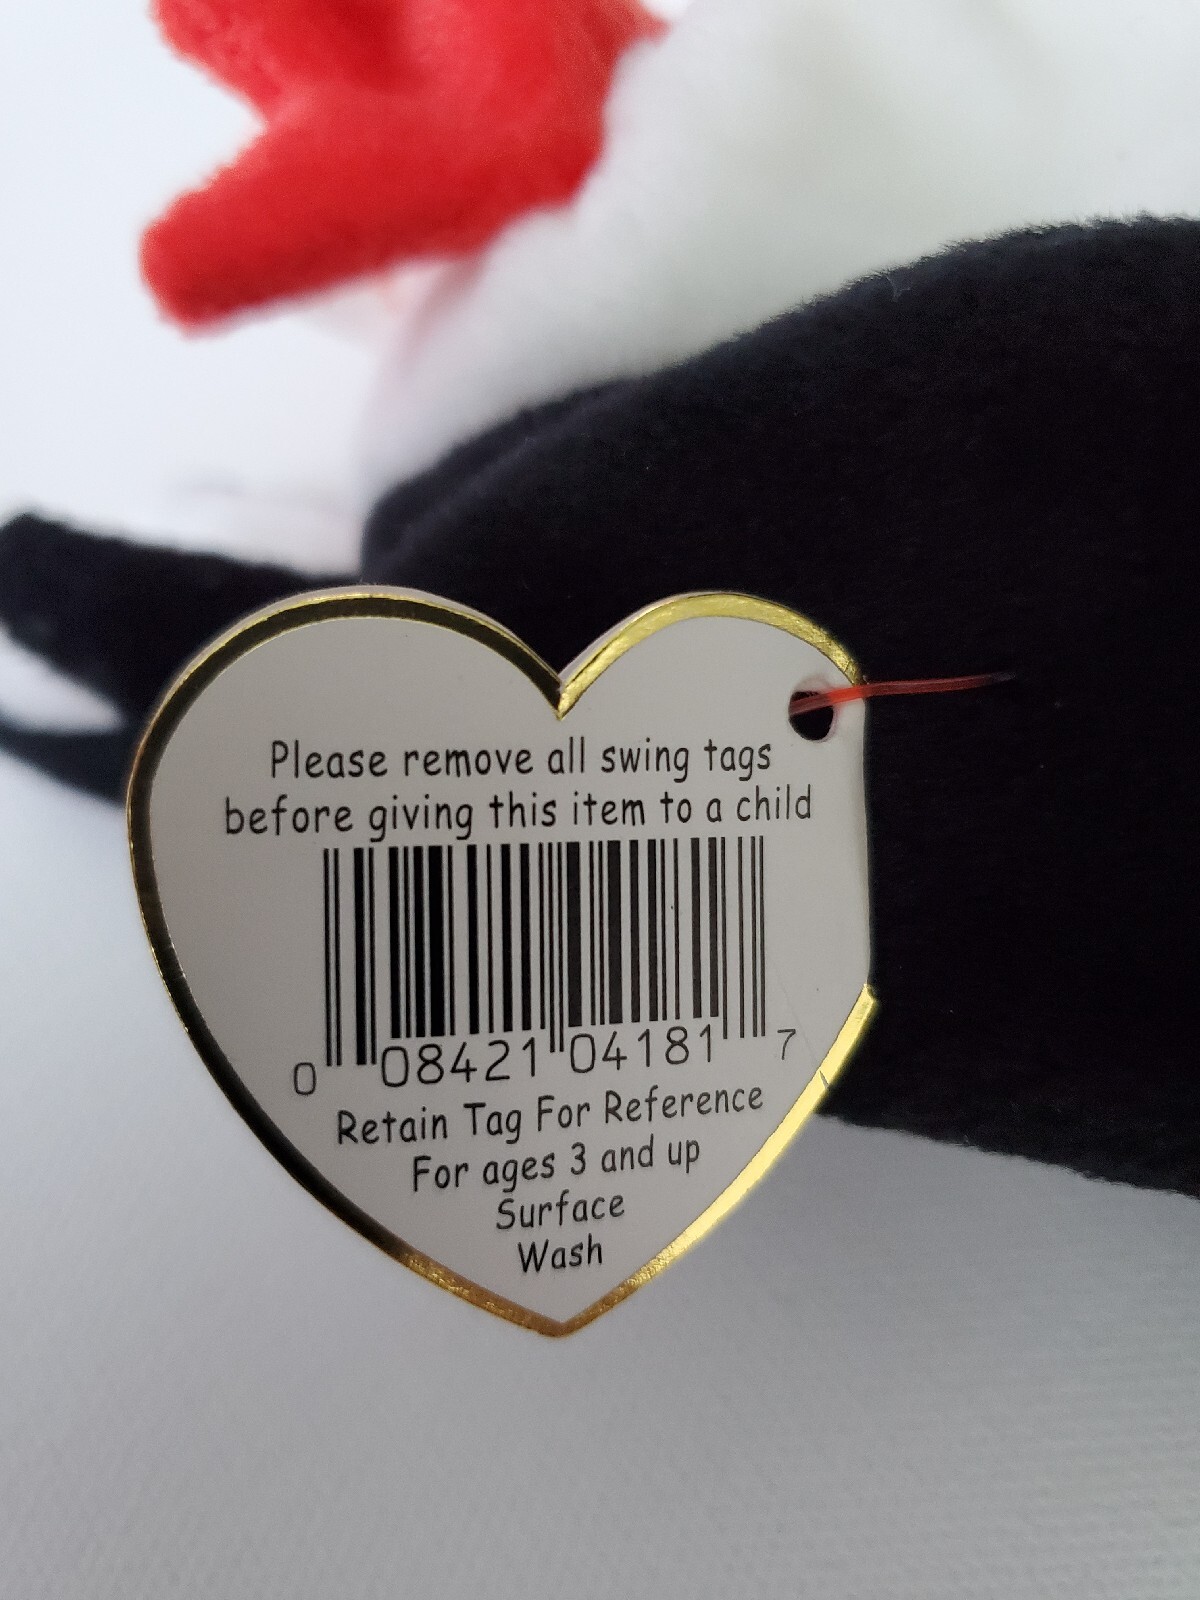 Please remove all swing tags
before giving this item to a child
0 08421 04181 7
Retain Tag For Reference
For ages 3 and up
Surface
Wash